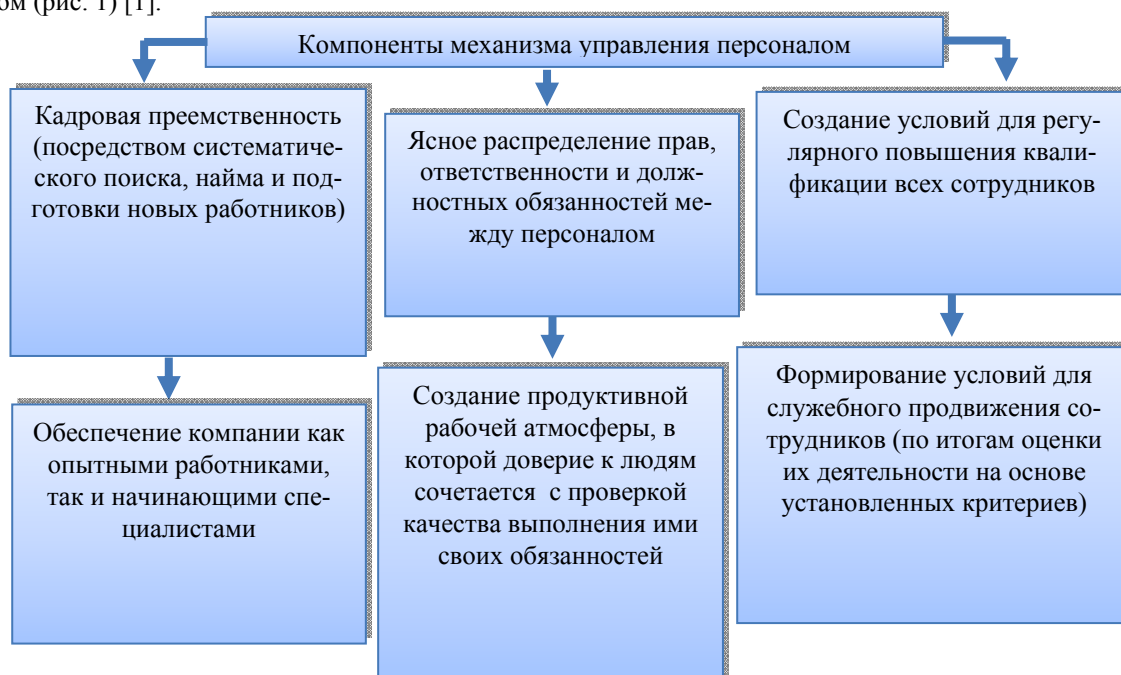 ом (рис. 1) [1].
Компоненты механизма управления персоналом
Кадровая преемственность
(посредством систематиче-
ского поиска, найма и под-
готовки новых работников)
Ясное распределение прав,
ответственности и долж-
ностных обязанностей ме-
жду персоналом
Создание условий для регу-
лярного повышения квали-
фикации всех сотрудников
Обеспечение компании как
опытными работниками,
так и начинающими спе-
циалистами
Создание продуктивной
рабочей атмосферы, в
которой доверие к людям
сочетается с проверкой
качества выполнения ими
своих обязанностей
Формирование условий для
служебного продвижения со-
трудников (по итогам оценки
их деятельности на основе
установленных критериев)